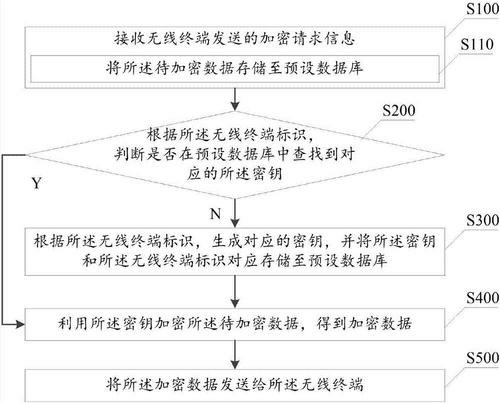 S100
接收无线终端发送的加密请求信息
S110
将所述待加密数据存储至预设数据库
S200
根据所述无线终端标识，
判断是否在预设数据库中查找到对
应的所述密钥
Y
N
S300
根据所述无线终端标识，生成对应的密钥，并将所述密钥
和所述无线终端标识对应存储至预设数据库
S400
利用所述密钥加密所述待加密数据，得到加密数据
S500
将所述加密数据发送给所述无线终端